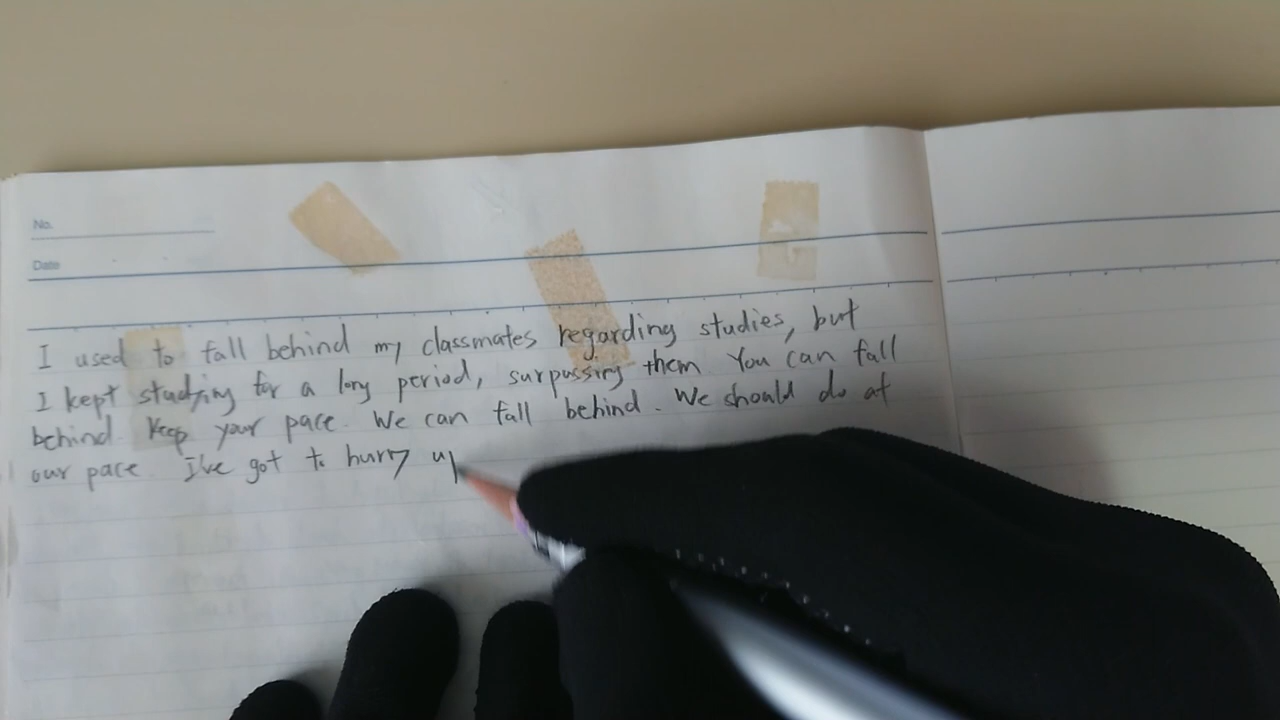 No.
Date
I used to fall behind my classmates regarding studies, but
I kept studying for a long period, surpassing them You can fall
behind. Keep your pace. We can fall behind. We should do at
our pace. I've got to hurry up